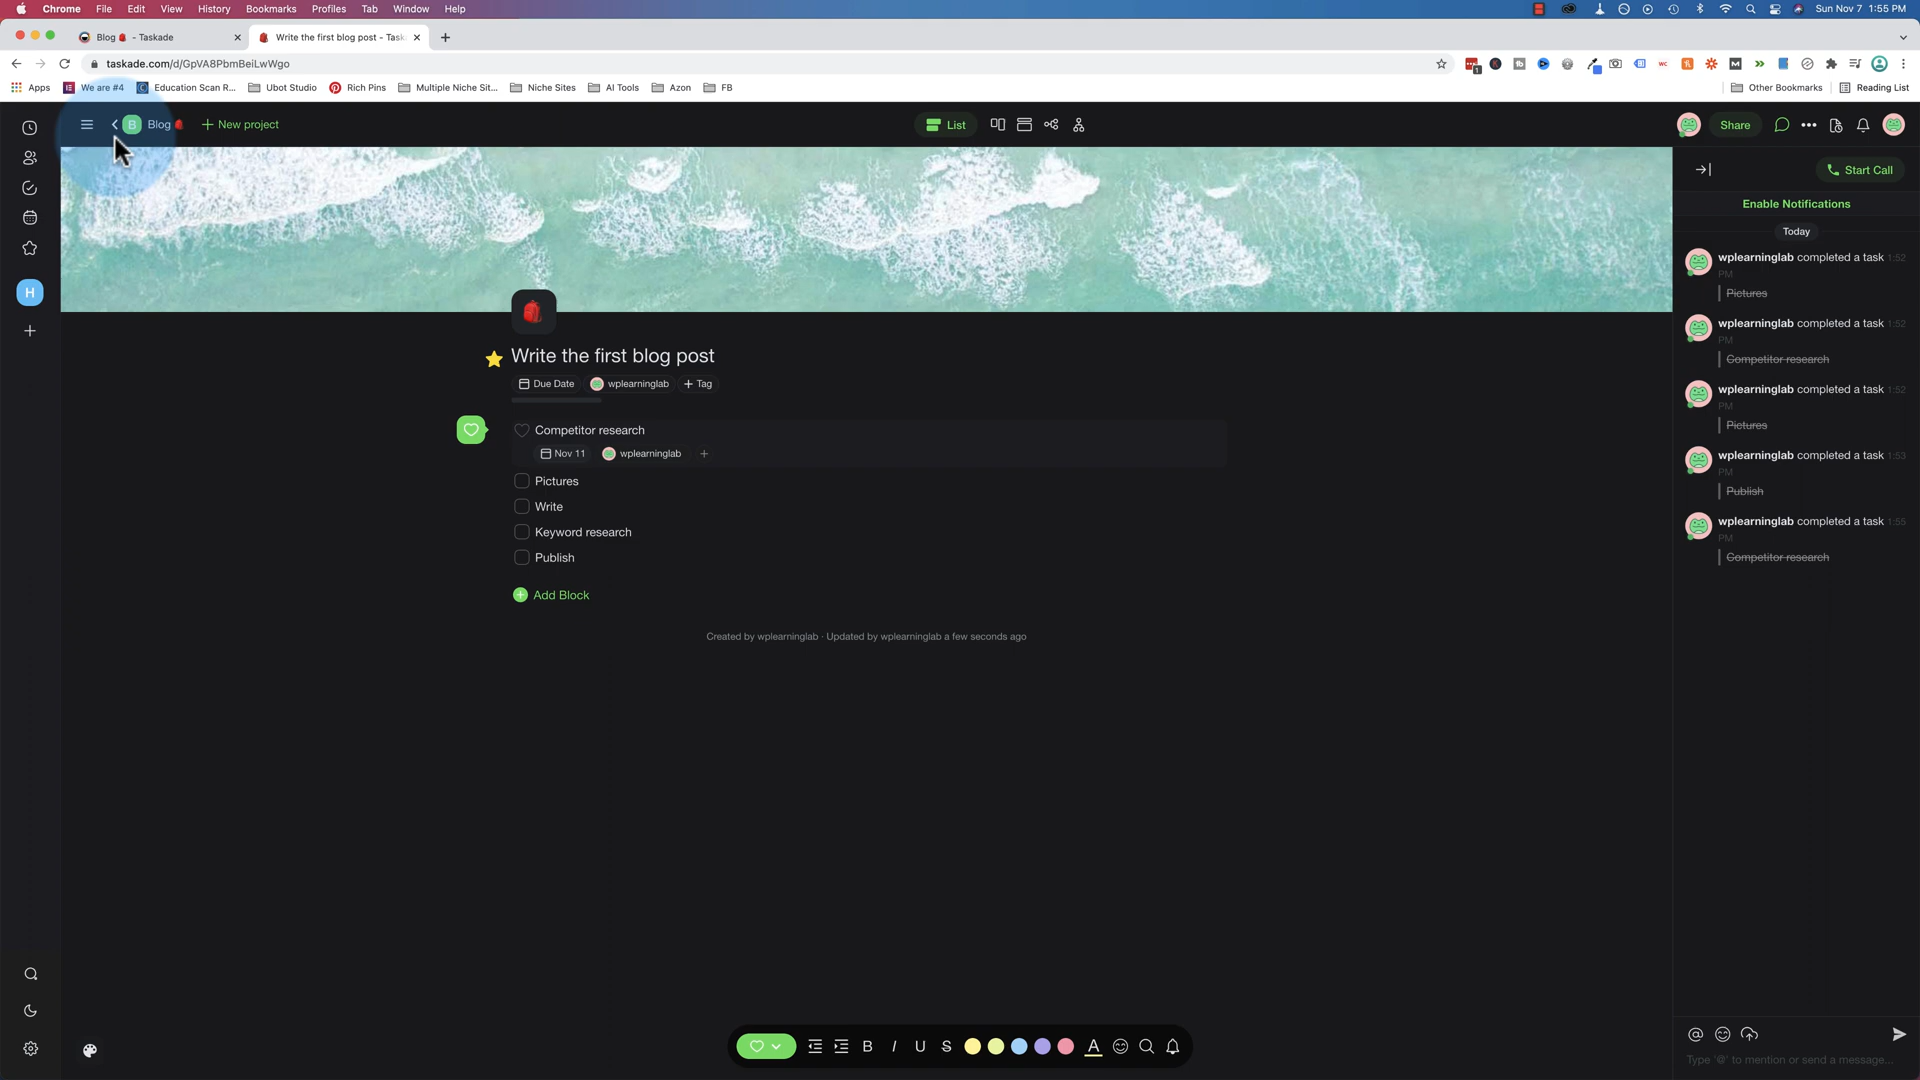 Chrome File Edit View History Bookmarks Profiles Tab Window Help Sun Nov 7 1:55 PM
Blog - Taskade
Write the first blog post - Task
taskade.com/d/GpVA8PbmBeiLwWgo
Apps We are #4 Education Scan R... Ubot Studio Rich Pins Multiple Niche Sit... Niche Sites AI Tools Azon FB Other Bookmarks Reading List
B Blog + New project List Share
Start Call
Enable Notifications
Today
wplearninglab completed a task 1:52 PM
Pictures
wplearninglab completed a task 1:52 PM
Competitor research
wplearninglab completed a task 1:52 PM
Pictures
wplearninglab completed a task 1:53 PM
Publish
wplearninglab completed a task 1:55 PM
Competitor research
H
Write the first blog post
Due Date wplearninglab + Tag
Competitor research
Nov 11 wplearninglab +
Pictures
Write
Keyword research
Publish
Add Block
Created by wplearninglab · Updated by wplearninglab a few seconds ago
B I U S A
Type '@' to mention or send a message...